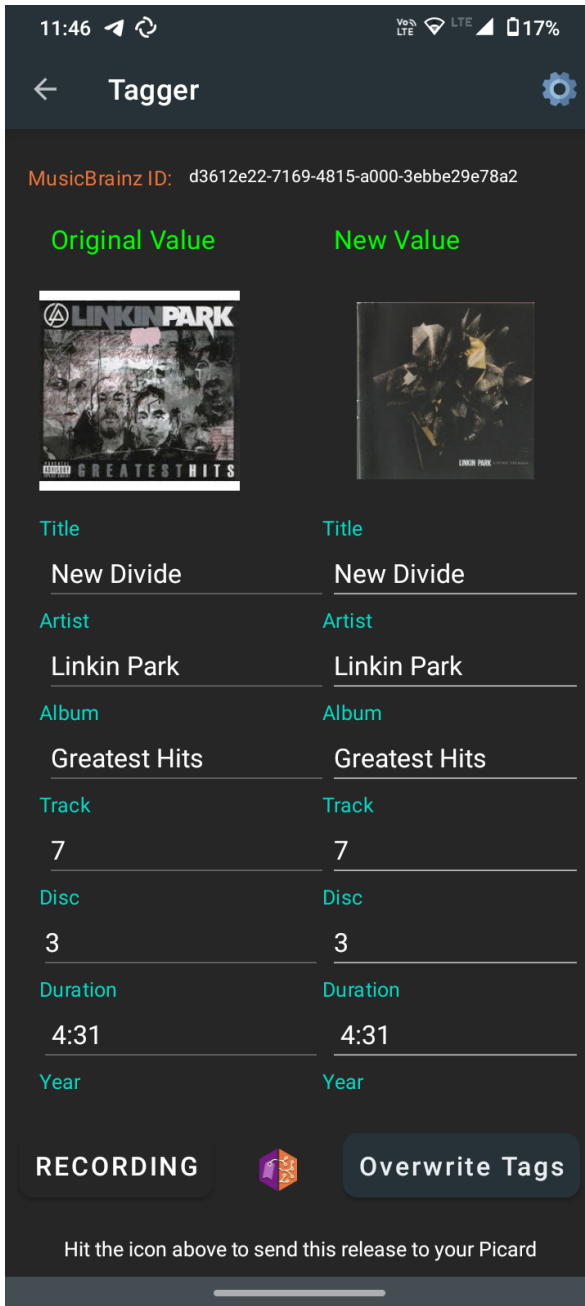 11:46 VoD LTE LTE 17%
Tagger
MusicBrainz ID: d3612e22-7169-4815-a000-3ebbe29e78a2
Original Value New Value
LINKIN PARK
GREATEST HITS
LINKIN PARK
Title Title
New Divide New Divide
Artist Artist
Linkin Park Linkin Park
Album Album
Greatest Hits Greatest Hits
Track Track
7 7
Disc Disc
3 3
Duration Duration
4:31 4:31
Year Year
RECORDING Overwrite Tags
Hit the icon above to send this release to your Picard